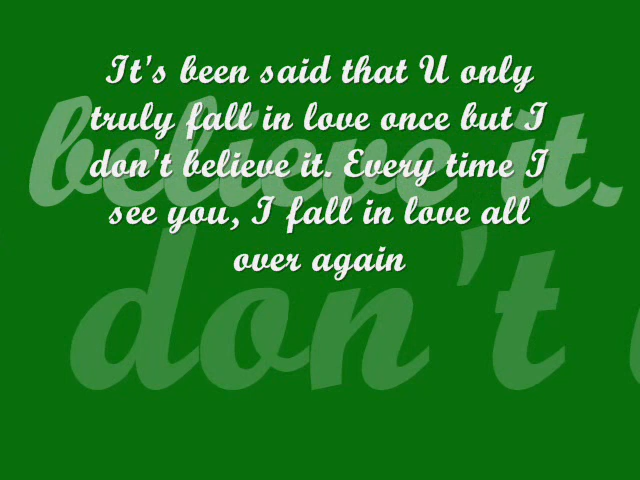 It's been said that U only
truly fall in love once but I
don't believe it. Every time I
see you, I fall in love all
over again
believe it.
don't